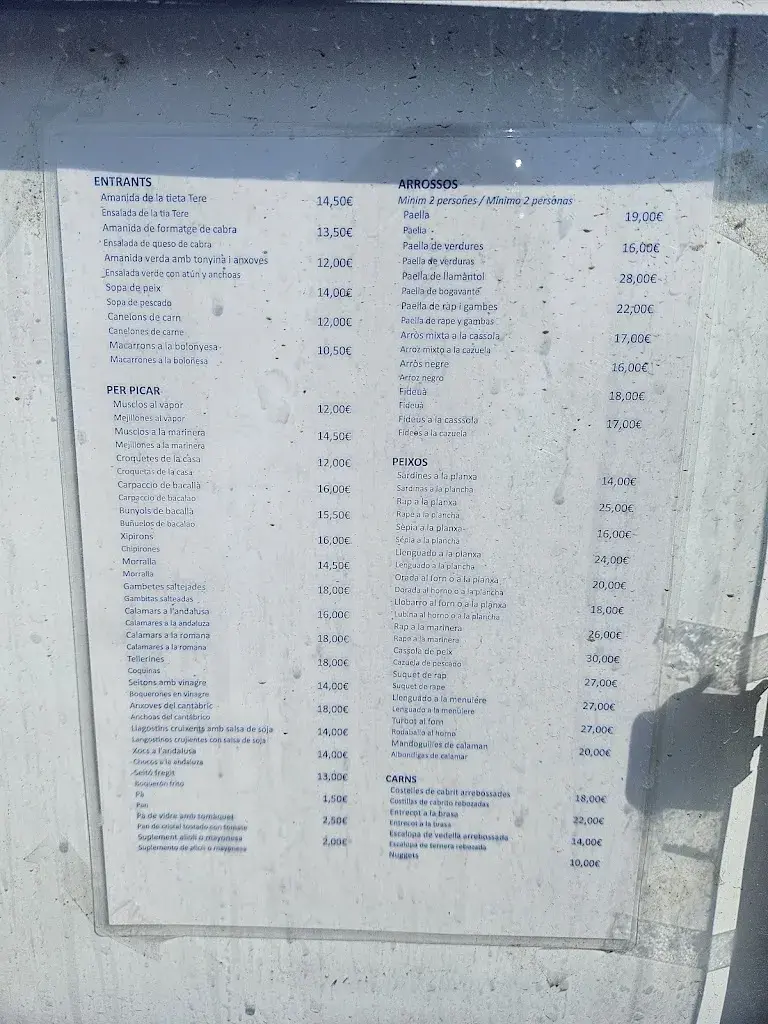 ENTRANTS
Amanida de la tieta Tere 14,50€
Ensalada de la tia Tere
Amanida de formatge de cabra 13,50€
Ensalada de queso de cabra
Amanida verda amb tonyina i anxoves 12,00€
Ensalada verde con atún y anchoas
Sopa de peix 14,00€
Sopa de pescado
Canelons de carn 12,00€
Canelones de carne
Macarrons a la bolonyesa 10,50€
Macarrones a la boloñesa
PER PICAR
Musclos al vapor 12,00€
Mejillones al vapor
Musclos a la marinera 14,50€
Mejillones a la marinera
Croquetes de la casa 12,00€
Croquetas de la casa
Carpaccio de bacallà 16,00€
Carpaccio de bacalao
Bunyols de bacallà 15,50€
Buñuelos de bacalao
Xipirons 16,00€
Chipirones
Morralla 14,50€
Morralla
Gambetes saltejades 18,00€
Gambitas salteadas
Calamars a l'andalusa 16,00€
Calamares a la andaluza
Calamars a la romana 18,00€
Calamares a la romana
Tellerines 18,00€
Coquinas
Seitons amb vinagre 14,00€
Boquerones en vinagre
Anxoves del cantàbric 18,00€
Anchoas del cantábrico
Llagostins cruixents amb salsa de soja 14,00€
Langostinos crujientes con salsa de soja
Xocs a l'andalusa 14,00€
Chocos a la andaluza
Seitó fregit 13,00€
Boquerón frito
Pà 1,50€
Pan
Pa de vidre amb tomàquet 2,50€
Pan de cristal tostado con tomate
Suplement alioli o mayonesa 2,00€
Suplemento de alioli o mayonesa
ARROSSOS
Mínim 2 persones / Mínimo 2 personas
Paella 19,00€
Paella
Paella de verdures 16,00€
Paella de verduras
Paella de llamàntol 28,00€
Paella de bogavante
Paella de rap i gambes 22,00€
Paella de rape y gambas
Arròs mixta a la cassola 17,00€
Arroz mixto a la cazuela
Arròs negre 16,00€
Arroz negro
Fideuà 18,00€
Fideuá
Fideus a la casssola 17,00€
Fideos a la cazuela
PEIXOS
Sardines a la planxa 14,00€
Sardinas a la plancha
Rap a la planxa 25,00€
Rape a la plancha
Sèpia a la planxa 16,00€
Sépia a la plancha
Llenguado a la planxa 24,00€
Lenguado a la plancha
Orada al forn o a la planxa 20,00€
Dorada al horno o a la plancha
Llobarro al forn o a la planxa 18,00€
Lubina al horno o a la plancha
Rap a la marinera 26,00€
Rape a la marinera
Cassola de peix 30,00€
Cazuela de pescado
Suquet de rap 27,00€
Suquet de rape
Llenguado a la menuière 27,00€
Lenguado a la menuiere
Turbot al forn 27,00€
Rodaballo al horno
Mandoguilles de calaman 20,00€
Albundigas de calamar
CARNS
Costelles de cabrit arrebossades 18,00€
Costillas de cabrito rebozadas
Entrecot a la brasa 22,00€
Entrecot a la brasa
Escalopa de vedella arrebossada 14,00€
Escalopa de ternera rebozada
Nuggets 10,00€